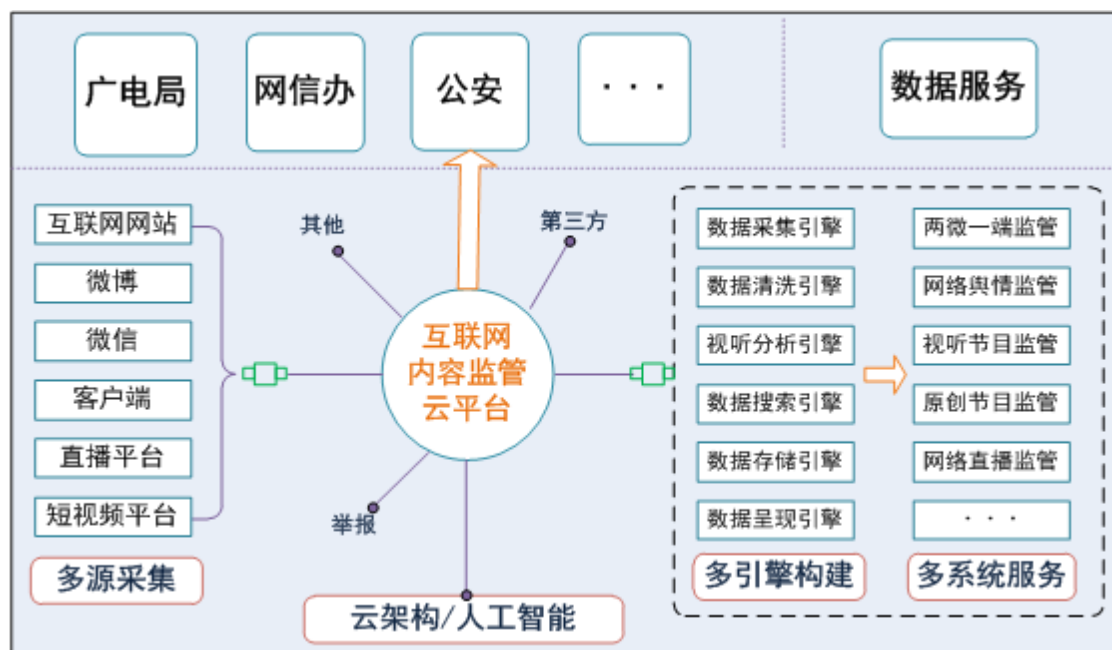 广电局
网信办
公安
···
数据服务
互联网网站
微博
微信
客户端
直播平台
短视频平台
多源采集
其他
第三方
互联网
内容监管
云平台
举报
云架构/人工智能
数据采集引擎
数据清洗引擎
视听分析引擎
数据搜索引擎
数据存储引擎
数据呈现引擎
多引擎构建
两微一端监管
网络舆情监管
视听节目监管
原创节目监管
网络直播监管
···
多系统服务